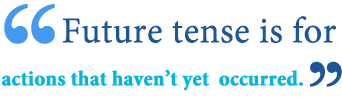 “Future tense is for
actions that haven’t yet occurred.”